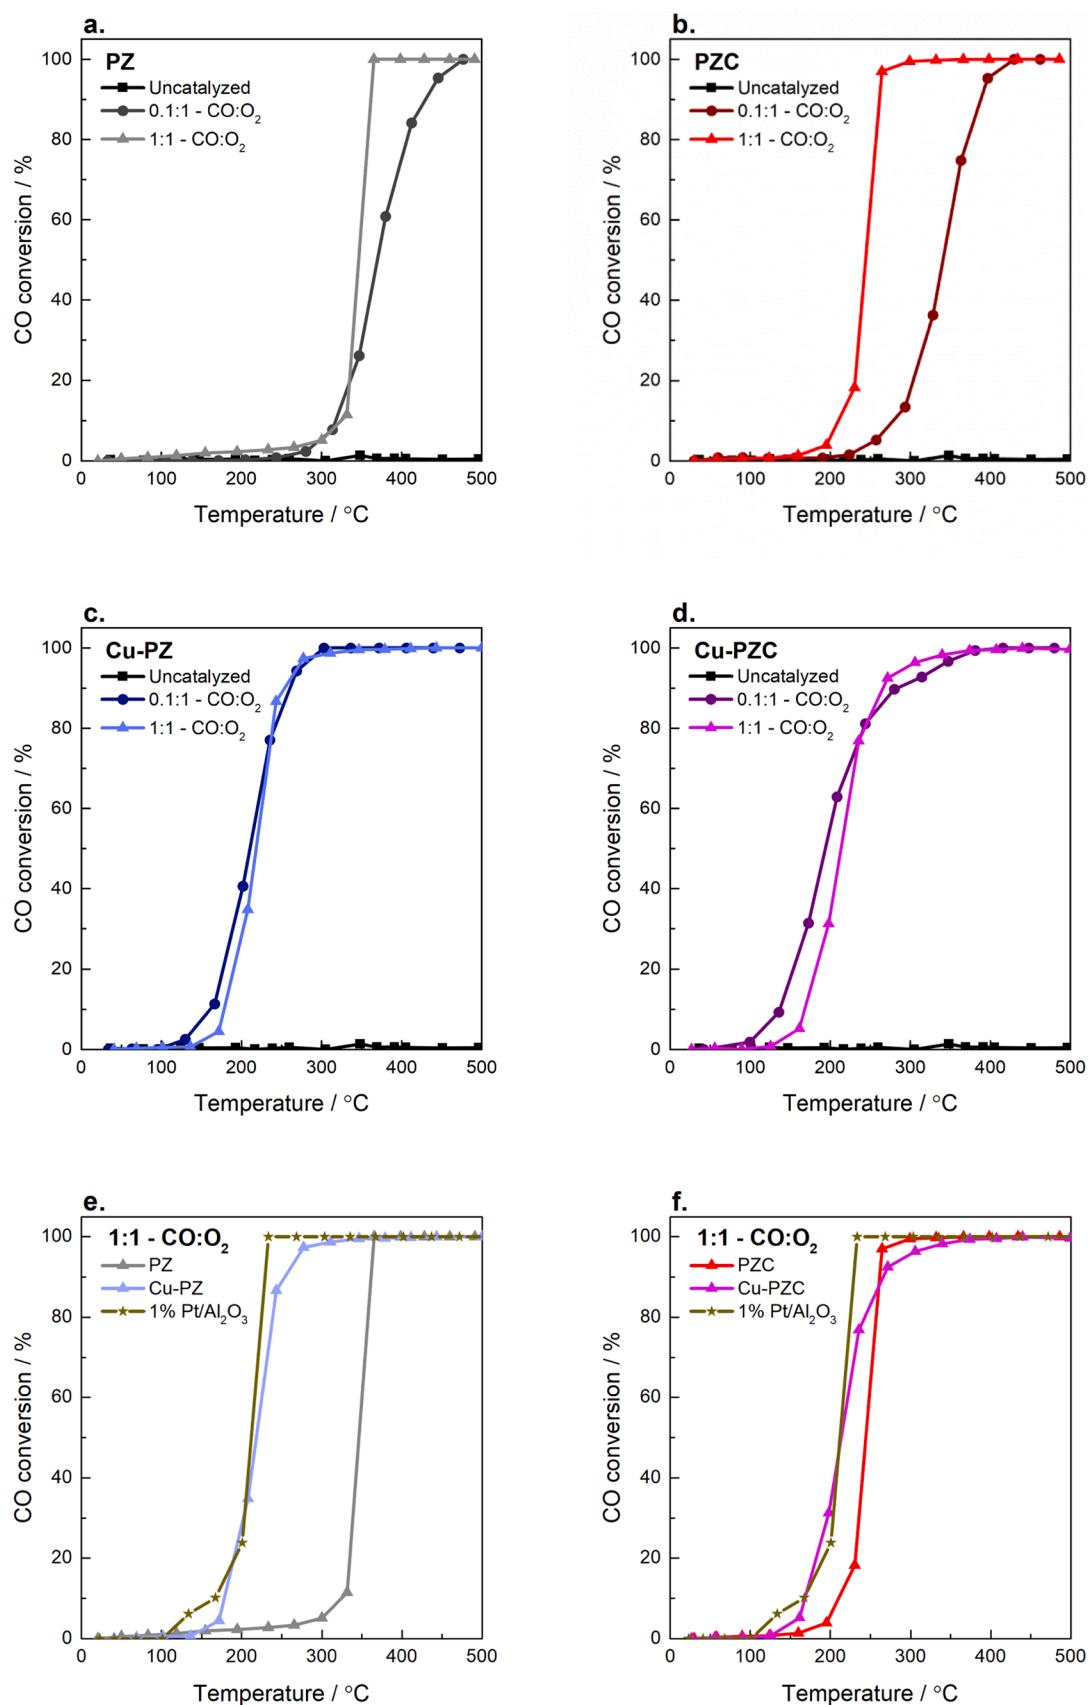 a.
PZ
Uncatalyzed
0.1:1 - CO:O₂
1:1 - CO:O₂
100
80
60
40
20
0
0 100 200 300 400 500
CO conversion / %
Temperature / °C
b.
PZC
Uncatalyzed
0.1:1 - CO:O₂
1:1 - CO:O₂
100
80
60
40
20
0
0 100 200 300 400 500
CO conversion / %
Temperature / °C
c.
Cu-PZ
Uncatalyzed
0.1:1 - CO:O₂
1:1 - CO:O₂
100
80
60
40
20
0
0 100 200 300 400 500
CO conversion / %
Temperature / °C
d.
Cu-PZC
Uncatalyzed
0.1:1 - CO:O₂
1:1 - CO:O₂
100
80
60
40
20
0
0 100 200 300 400 500
CO conversion / %
Temperature / °C
e.
1:1 - CO:O₂
PZ
Cu-PZ
1% Pt/Al₂O₃
100
80
60
40
20
0
0 100 200 300 400 500
CO conversion / %
Temperature / °C
f.
1:1 - CO:O₂
PZC
Cu-PZC
1% Pt/Al₂O₃
100
80
60
40
20
0
0 100 200 300 400 500
CO conversion / %
Temperature / °C